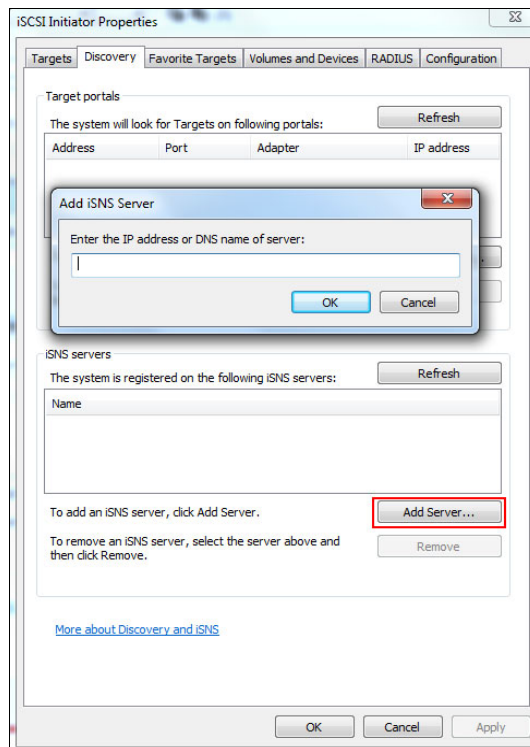 iSCSI Initiator Properties
Targets Discovery Favorite Targets Volumes and Devices RADIUS Configuration
Target portals
The system will look for Targets on following portals:
Refresh
Address Port Adapter IP address
Add iSNS Server
Enter the IP address or DNS name of server:
OK Cancel
iSNS servers
The system is registered on the following iSNS servers:
Refresh
Name
To add an iSNS server, click Add Server.
Add Server...
To remove an iSNS server, select the server above and
then click Remove.
Remove
More about Discovery and iSNS
OK Cancel Apply